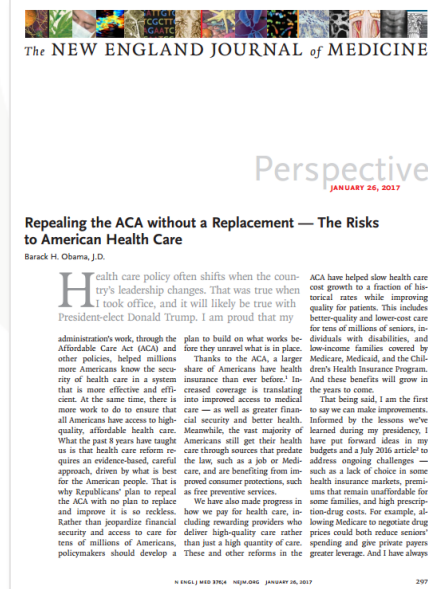 ATTGT
CGCTT
GAATC
The NEW ENGLAND JOURNAL of MEDICINE
Perspective
JANUARY 26, 2017
Repealing the ACA without a Replacement — The Risks
to American Health Care
Barack H. Obama, J.D.
Health care policy often shifts when the coun-
try's leadership changes. That was true when
I took office, and it will likely be true with
President-elect Donald Trump. I am proud that my
administration's work, through the
Affordable Care Act (ACA) and
other policies, helped millions
more Americans know the secu-
rity of health care in a system
that is more effective and effi-
cient. At the same time, there is
more work to do to ensure that
all Americans have access to high-
quality, affordable health care.
What the past 8 years have taught
us is that health care reform re-
quires an evidence-based, careful
approach, driven by what is best
for the American people. That is
why Republicans' plan to repeal
the ACA with no plan to replace
and improve it is so reckless.
Rather than jeopardize financial
security and access to care for
tens of millions of Americans,
policymakers should develop a
plan to build on what works be-
fore they unravel what is in place.
Thanks to the ACA, a larger
share of Americans have health
insurance than ever before.1 In-
creased coverage is translating
into improved access to medical
care — as well as greater finan-
cial security and better health.
Meanwhile, the vast majority of
Americans still get their health
care through sources that predate
the law, such as a job or Medi-
care, and are benefiting from im-
proved consumer protections, such
as free preventive services.
We have also made progress in
how we pay for health care, in-
cluding rewarding providers who
deliver high-quality care rather
than just a high quantity of care.
These and other reforms in the
ACA have helped slow health care
cost growth to a fraction of his-
torical rates while improving
quality for patients. This includes
better-quality and lower-cost care
for tens of millions of seniors, in-
dividuals with disabilities, and
low-income families covered by
Medicare, Medicaid, and the Chil-
dren's Health Insurance Program.
And these benefits will grow in
the years to come.
That being said, I am the first
to say we can make improvements.
Informed by the lessons we've
learned during my presidency, I
have put forward ideas in my
budgets and a July 2016 article2 to
address ongoing challenges —
such as a lack of choice in some
health insurance markets, premi-
ums that remain unaffordable for
some families, and high prescrip-
tion-drug costs. For example, al-
lowing Medicare to negotiate drug
prices could both reduce seniors'
spending and give private payers
greater leverage. And I have always
N ENGL J MED 376;4 NEJM.ORG JANUARY 26, 2017
297